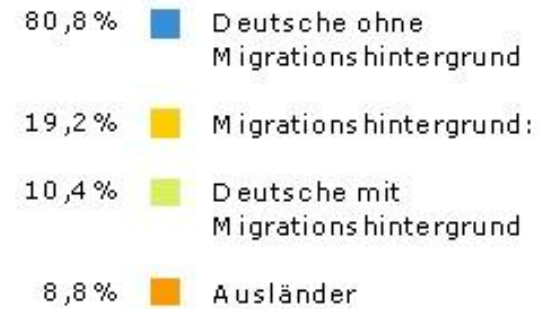 80,8% Deutsche ohne
Migrationshintergrund
19,2% Migrationshintergrund:
10,4% Deutsche mit
Migrationshintergrund
8,8% Ausländer